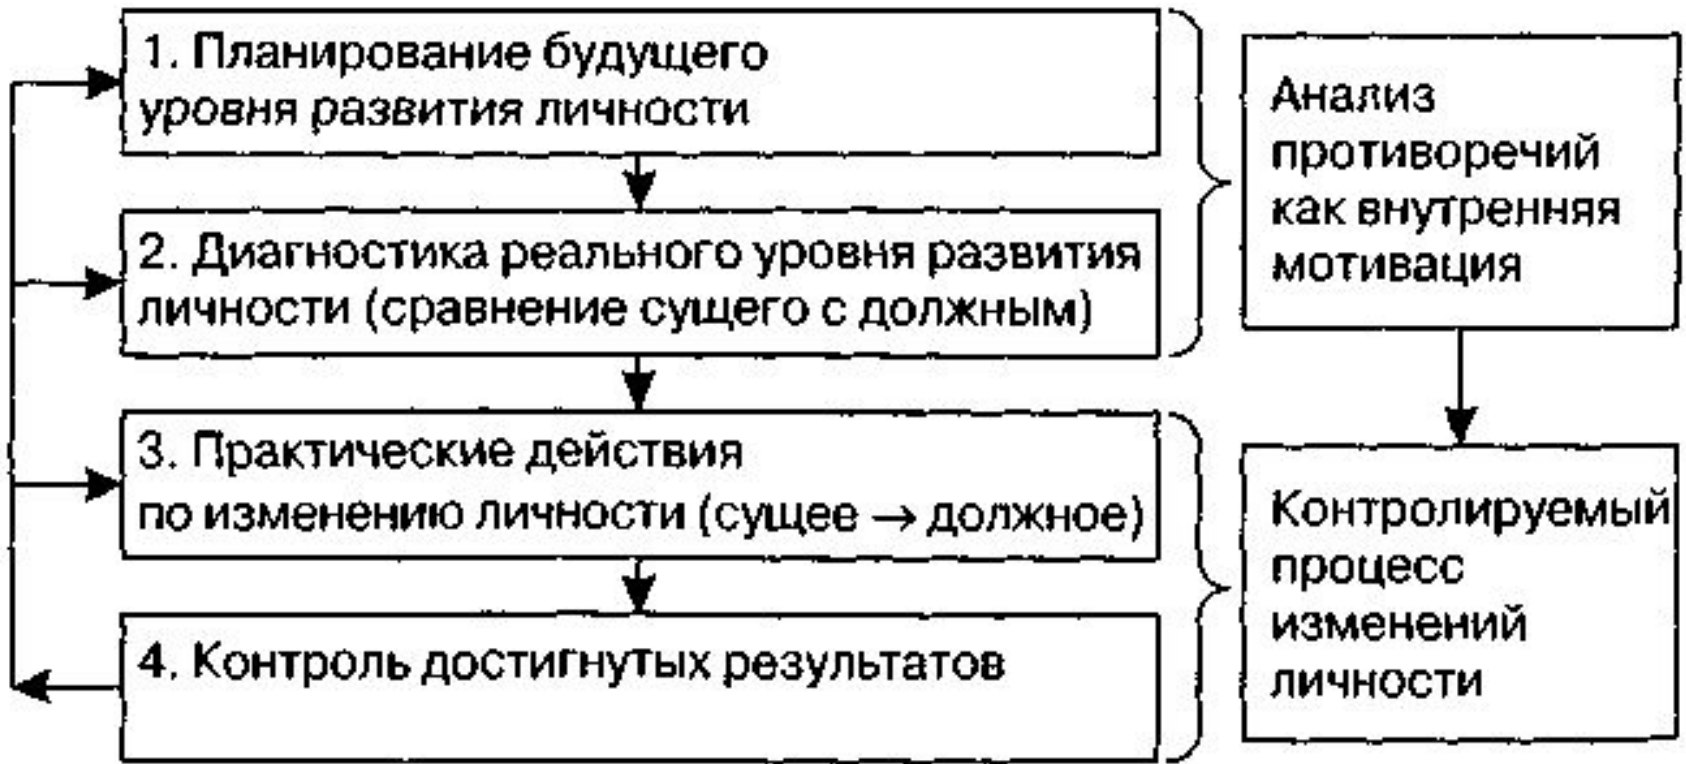 1. Планирование будущего
уровня развития личности
2. Диагностика реального уровня развития
личности (сравнение сущего с должным)
3. Практические действия
по изменению личности (сущее → должное)
4. Контроль достигнутых результатов
Анализ
противоречий
как внутренняя
мотивация
Контролируемый
процесс
изменений
личности